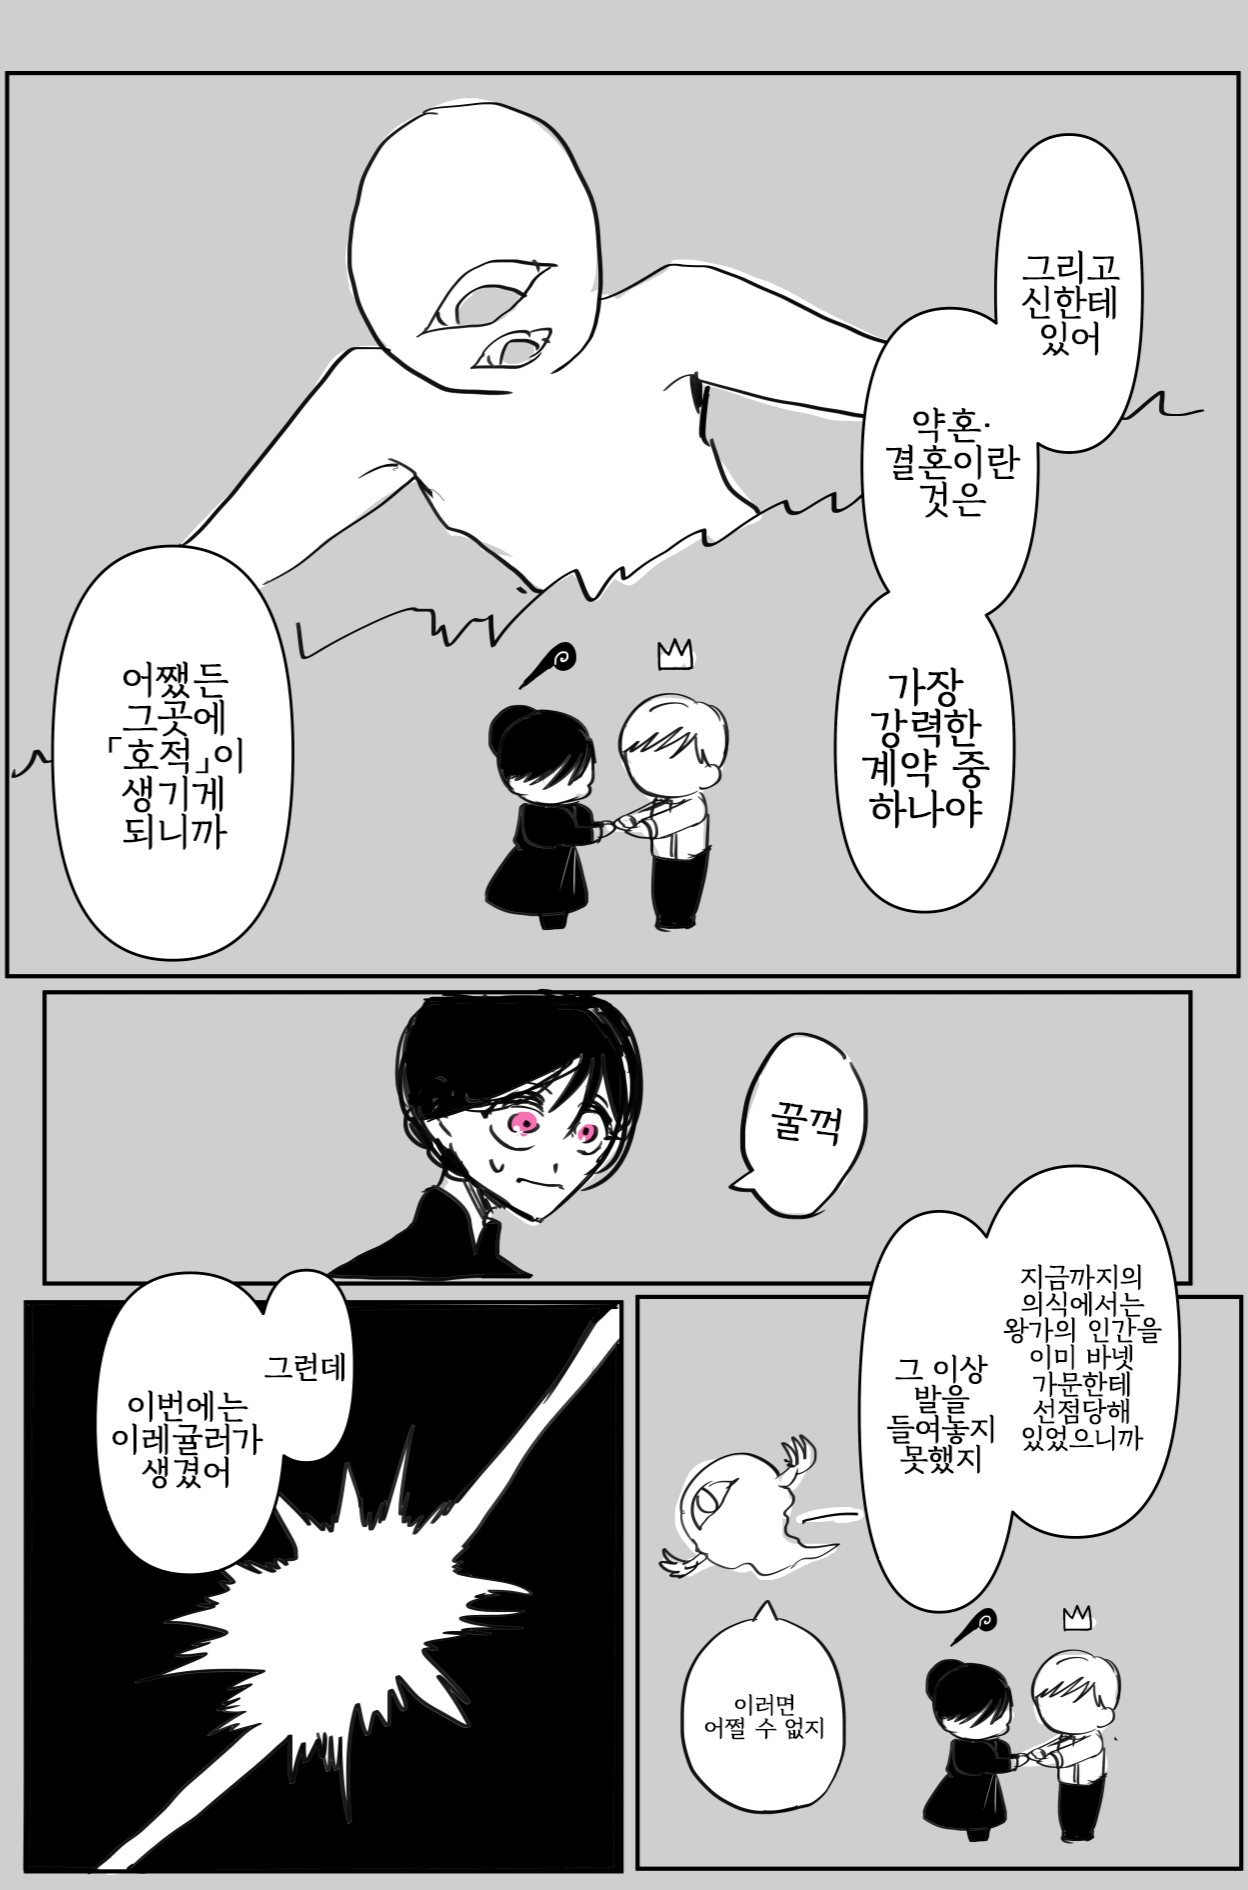 그리고
신한테
있어
약혼·
결혼이란
것은
가장
강력한
계약 중
하나야
어쨌든
그곳에
「호적」이
생기게
되니까
꿀꺽
지금까지의
의식에서는
왕가의 인간을
이미 바넷
가문한테
선점당해
있었으니까
그 이상
발을
들여놓지
못했지
이러면
어쩔 수 없지
그런데
이번에는
이레귤러가
생겼어